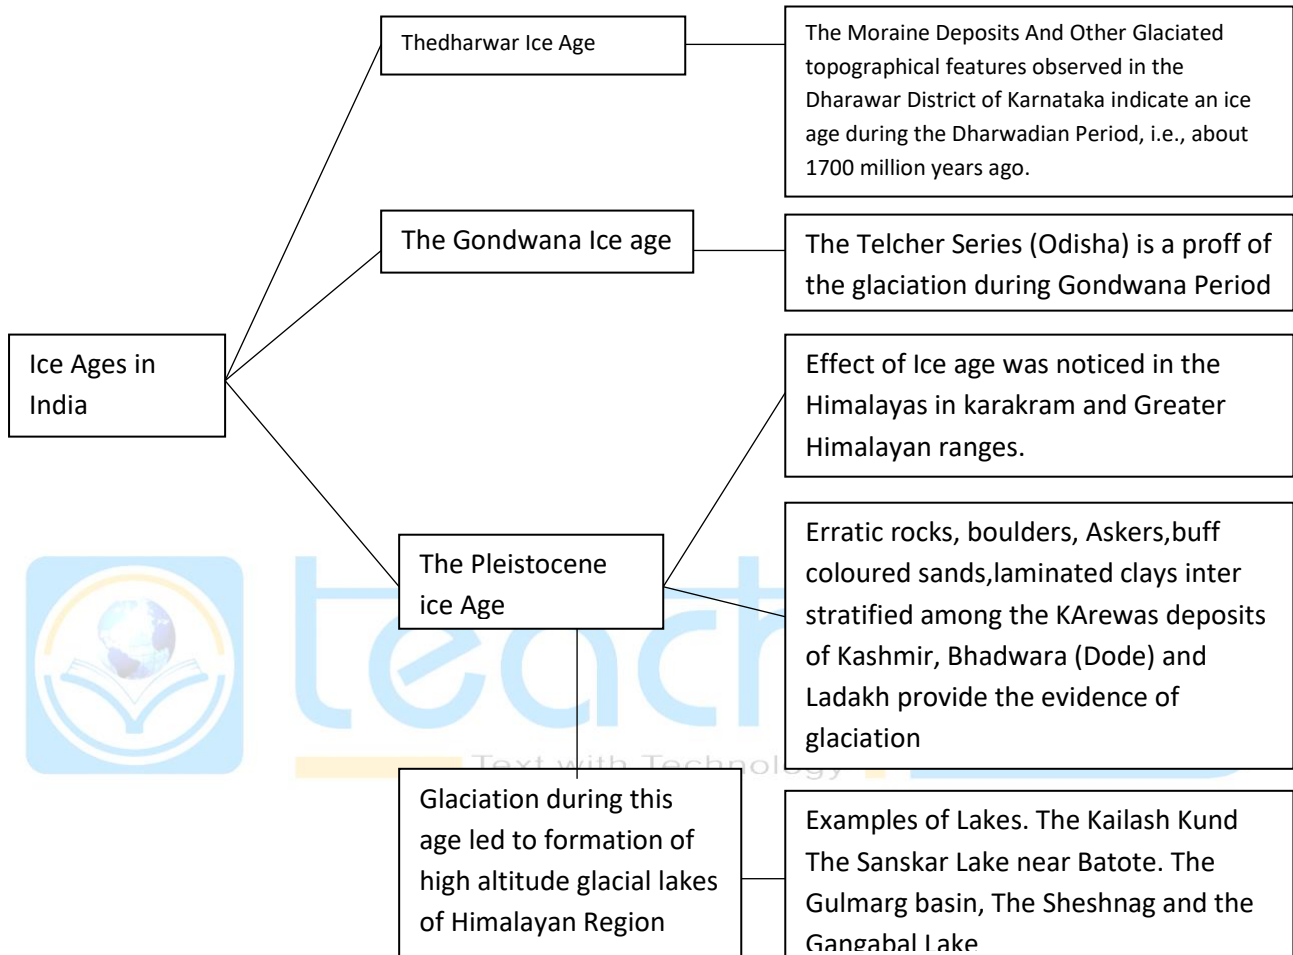 Thedharwar Ice Age
The Moraine Deposits And Other Glaciated
topographical features observed in the
Dharawar District of Karnataka indicate an ice
age during the Dharwadian Period, i.e., about
1700 million years ago.
The Gondwana Ice age
The Telcher Series (Odisha) is a proff of
the glaciation during Gondwana Period
Ice Ages in
India
Effect of Ice age was noticed in the
Himalayas in karakram and Greater
Himalayan ranges.
The Pleistocene
ice Age
Erratic rocks, boulders, Askers,buff
coloured sands,laminated clays inter
stratified among the KArewas deposits
of Kashmir, Bhadwara (Dode) and
Ladakh provide the evidence of
glaciation
teach
Text with Technology
Glaciation during this
age led to formation of
high altitude glacial lakes
of Himalayan Region
Examples of Lakes. The Kailash Kund
The Sanskar Lake near Batote. The
Gulmarg basin, The Sheshnag and the
Gangabal Lake